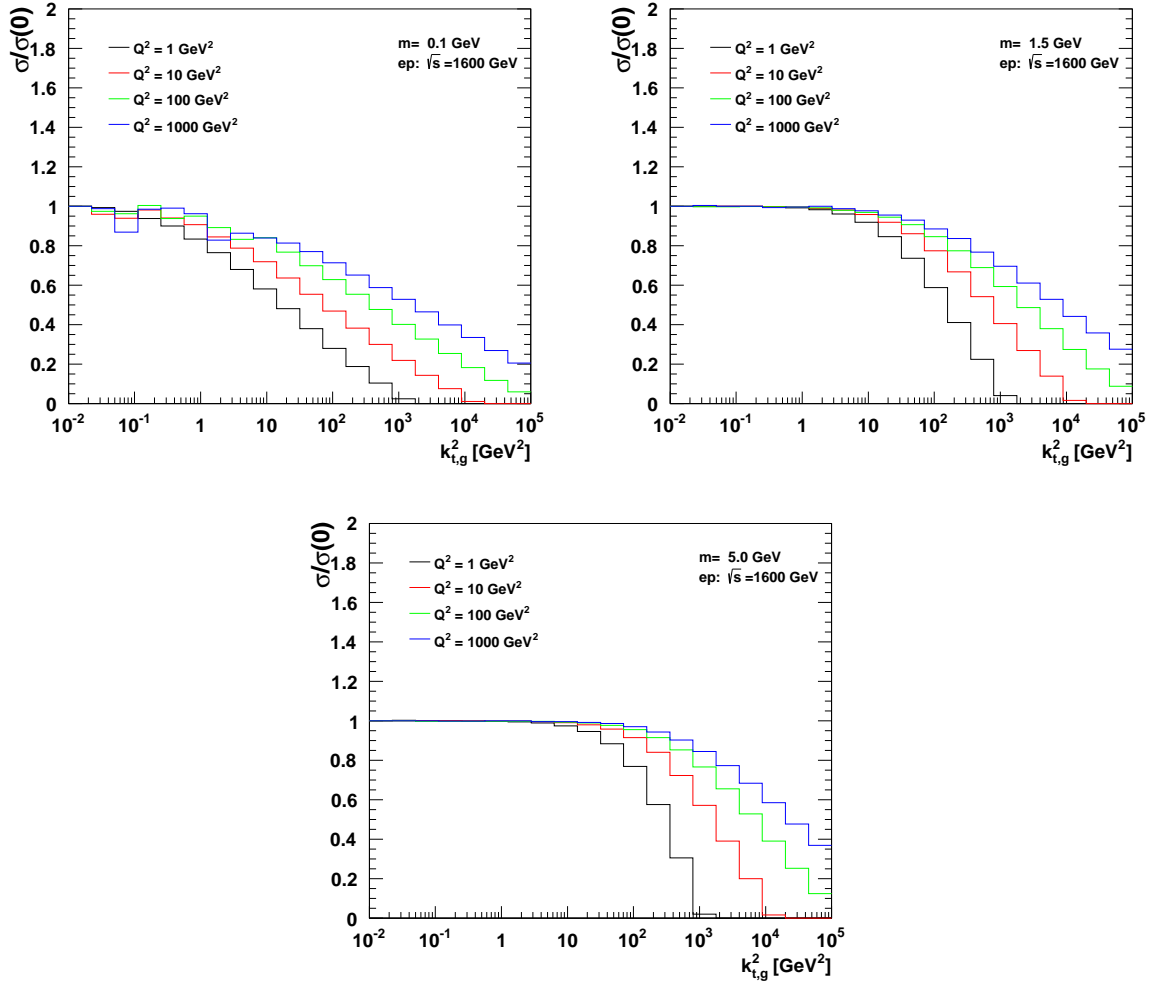 σ/σ(0)
2
1.8
1.6
1.4
1.2
1
0.8
0.6
0.4
0.2
0
Q² = 1 GeV²
Q² = 10 GeV²
Q² = 100 GeV²
Q² = 1000 GeV²
m= 0.1 GeV
ep: √s =1600 GeV
10⁻² 10⁻¹ 1 10 10² 10³ 10⁴ 10⁵
k²t,g [GeV²]
σ/σ(0)
2
1.8
1.6
1.4
1.2
1
0.8
0.6
0.4
0.2
0
Q² = 1 GeV²
Q² = 10 GeV²
Q² = 100 GeV²
Q² = 1000 GeV²
m= 1.5 GeV
ep: √s =1600 GeV
10⁻² 10⁻¹ 1 10 10² 10³ 10⁴ 10⁵
k²t,g [GeV²]
σ/σ(0)
2
1.8
1.6
1.4
1.2
1
0.8
0.6
0.4
0.2
0
Q² = 1 GeV²
Q² = 10 GeV²
Q² = 100 GeV²
Q² = 1000 GeV²
m= 5.0 GeV
ep: √s =1600 GeV
10⁻² 10⁻¹ 1 10 10² 10³ 10⁴ 10⁵
k²t,g [GeV²]